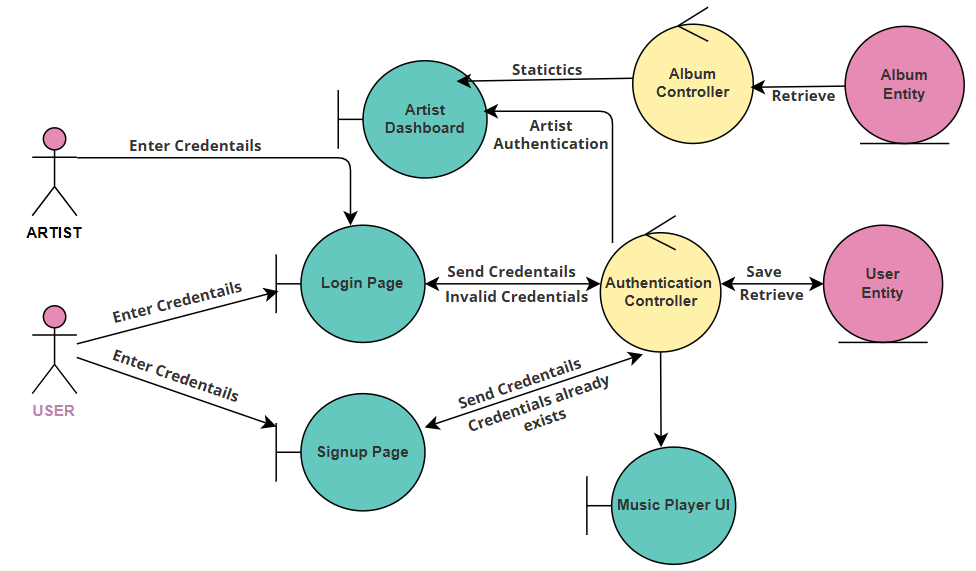 Statictics
Album
Controller
Album
Entity
Retrieve
Artist
Dashboard
Artist
Authentication
Enter Credentails
ARTIST
Login Page
Send Credentails
Invalid Credentials
Authentication
Controller
Save
Retrieve
User
Entity
Enter Credentails
Enter Credentails
USER
Send Credentails
Credentials already
exists
Signup Page
Music Player UI